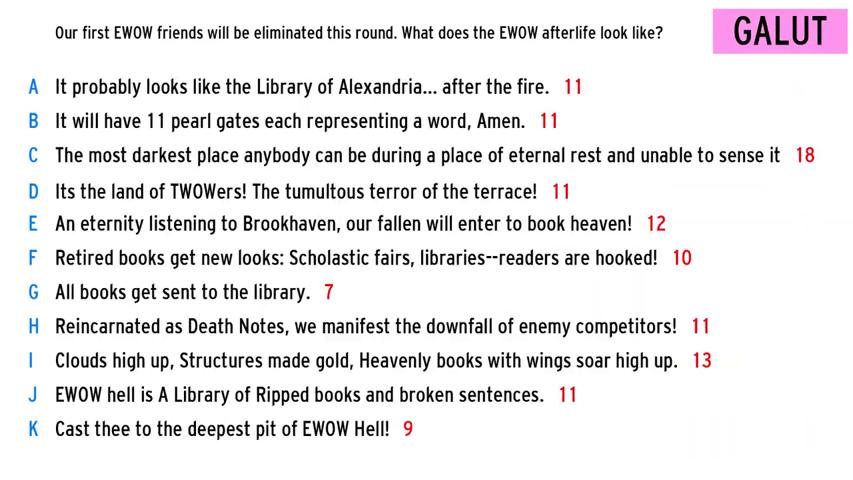 Our first EWOW friends will be eliminated this round. What does the EWOW afterlife look like?
GALUT
A It probably looks like the Library of Alexandria... after the fire. 11
B It will have 11 pearl gates each representing a word, Amen. 11
C The most darkest place anybody can be during a place of eternal rest and unable to sense it 18
D Its the land of TWOWers! The tumultous terror of the terrace! 11
E An eternity listening to Brookhaven, our fallen will enter to book heaven! 12
F Retired books get new looks: Scholastic fairs, libraries--readers are hooked! 10
G All books get sent to the library. 7
H Reincarnated as Death Notes, we manifest the downfall of enemy competitors! 11
I Clouds high up, Structures made gold, Heavenly books with wings soar high up. 13
J EWOW hell is A Library of Ripped books and broken sentences. 11
K Cast thee to the deepest pit of EWOW Hell! 9